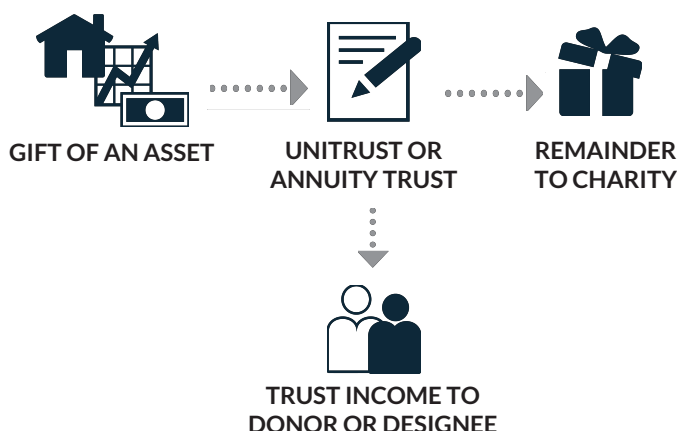 GIFT OF AN ASSET
UNITRUST OR
ANNUITY TRUST
REMAINDER
TO CHARITY
TRUST INCOME TO
DONOR OR DESIGNEE